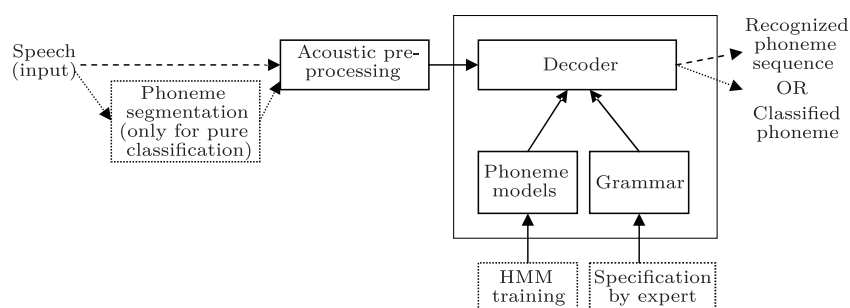 Speech
(input)
Phoneme
segmentation
(only for pure
classification)
Acoustic pre-
processing
Decoder
Phoneme
models
Grammar
HMM
training
Specification
by expert
Recognized
phoneme
sequence
OR
Classified
phoneme